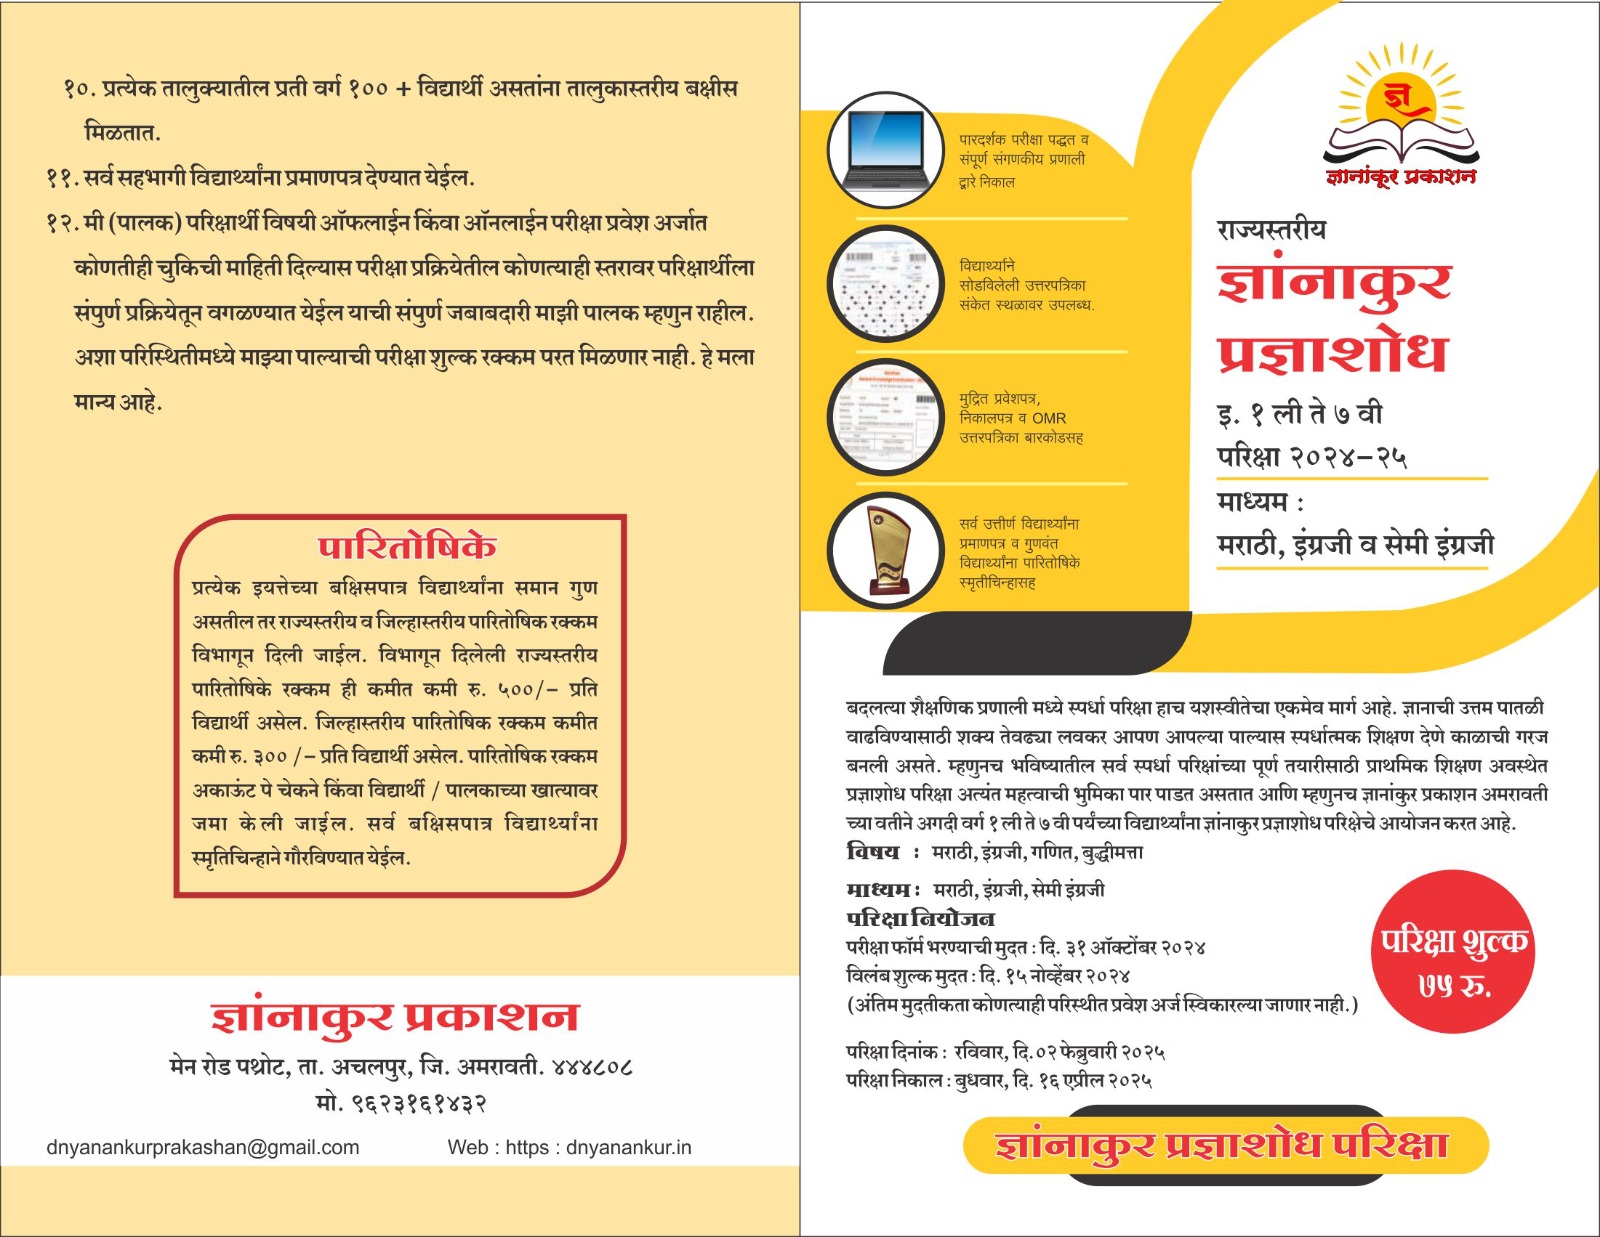 १०. प्रत्येक तालुक्यातील प्रती वर्ग १०० + विद्यार्थी असतांना तालुकास्तरीय बक्षीस
मिळतात.
११. सर्व सहभागी विद्यार्थ्यांना प्रमाणपत्र देण्यात येईल.
१२. मी (पालक) परिक्षार्थी विषयी ऑफलाईन किंवा ऑनलाईन परीक्षा प्रवेश अर्जात
कोणतीही चुकिची माहिती दिल्यास परीक्षा प्रक्रियेतील कोणत्याही स्तरावर परिक्षार्थीला
संपुर्ण प्रक्रियेतून वगळण्यात येईल याची संपुर्ण जबाबदारी माझी पालक म्हणुन राहील.
अशा परिस्थितीमध्ये माझ्या पाल्याची परीक्षा शुल्क रक्कम परत मिळणार नाही. हे मला
मान्य आहे.
पारितोषिके
प्रत्येक इयत्तेच्या बक्षिसपात्र विद्यार्थ्यांना समान गुण
असतील तर राज्यस्तरीय व जिल्हास्तरीय पारितोषिक रक्कम
विभागून दिली जाईल. विभागून दिलेली राज्यस्तरीय
पारितोषिके रक्कम ही कमीत कमी रु. ५००/- प्रति
विद्यार्थी असेल. जिल्हास्तरीय पारितोषिक रक्कम कमीत
कमी रु. ३०० /- प्रति विद्यार्थी असेल. पारितोषिक रक्कम
अकाऊंट पे चेकने किंवा विद्यार्थी / पालकाच्या खात्यावर
जमा केली जाईल. सर्व बक्षिसपात्र विद्यार्थ्यांना
स्मृतिचिन्हाने गौरविण्यात येईल.
ज्ञांनाकुर प्रकाशन
मेन रोड पथ्रोट, ता. अचलपुर, जि. अमरावती. ४४४८०८
मो. ९६२३१६१४३२
dnyanankurprakashan@gmail.com Web : https : dnyanankur.in
पारदर्शक परीक्षा पद्धत व
संपूर्ण संगणकीय प्रणाली
द्वारे निकाल
विद्यार्थ्याने
सोडविलेली उत्तरपत्रिका
संकेत स्थळावर उपलब्ध.
मुद्रित प्रवेशपत्र,
निकालपत्र व OMR
उत्तरपत्रिका बारकोडसह
सर्व उत्तीर्ण विद्यार्थ्यांना
प्रमाणपत्र व गुणवंत
विद्यार्थ्यांना पारितोषिके
स्मृतीचिन्हासह
ज्ञ
ज्ञानांकूर प्रकाशन
राज्यस्तरीय
ज्ञांनाकुर
प्रज्ञाशोध
इ. १ ली ते ७ वी
परिक्षा २०२४-२५
माध्यम :
मराठी, इंग्रजी व सेमी इंग्रजी
बदलत्या शैक्षणिक प्रणाली मध्ये स्पर्धा परिक्षा हाच यशस्वीतेचा एकमेव मार्ग आहे. ज्ञानाची उत्तम पातळी
वाढविण्यासाठी शक्य तेवढ्या लवकर आपण आपल्या पाल्यास स्पर्धात्मक शिक्षण देणे काळाची गरज
बनली असते. म्हणुनच भविष्यातील सर्व स्पर्धा परिक्षांच्या पूर्ण तयारीसाठी प्राथमिक शिक्षण अवस्थेत
प्रज्ञाशोध परिक्षा अत्यंत महत्वाची भुमिका पार पाडत असतात आणि म्हणुनच ज्ञानांकुर प्रकाशन अमरावती
च्या वतीने अगदी वर्ग १ ली ते ७ वी पर्यंच्या विद्यार्थ्यांना ज्ञांनाकुर प्रज्ञाशोध परिक्षेचे आयोजन करत आहे.
विषय : मराठी, इंग्रजी, गणित, बुद्धीमत्ता
माध्यम : मराठी, इंग्रजी, सेमी इंग्रजी
परिक्षा नियोजन
परीक्षा फॉर्म भरण्याची मुदत : दि. ३१ ऑक्टोंबर २०२४
विलंब शुल्क मुदत : दि. १५ नोव्हेंबर २०२४
(अंतिम मुदतीकता कोणत्याही परिस्थीत प्रवेश अर्ज स्विकारल्या जाणार नाही.)
परिक्षा शुल्क
७५ रु.
परिक्षा दिनांक : रविवार, दि.०२ फेब्रुवारी २०२५
परिक्षा निकाल : बुधवार, दि. १६ एप्रील २०२५
ज्ञांनाकुर प्रज्ञाशोध परिक्षा